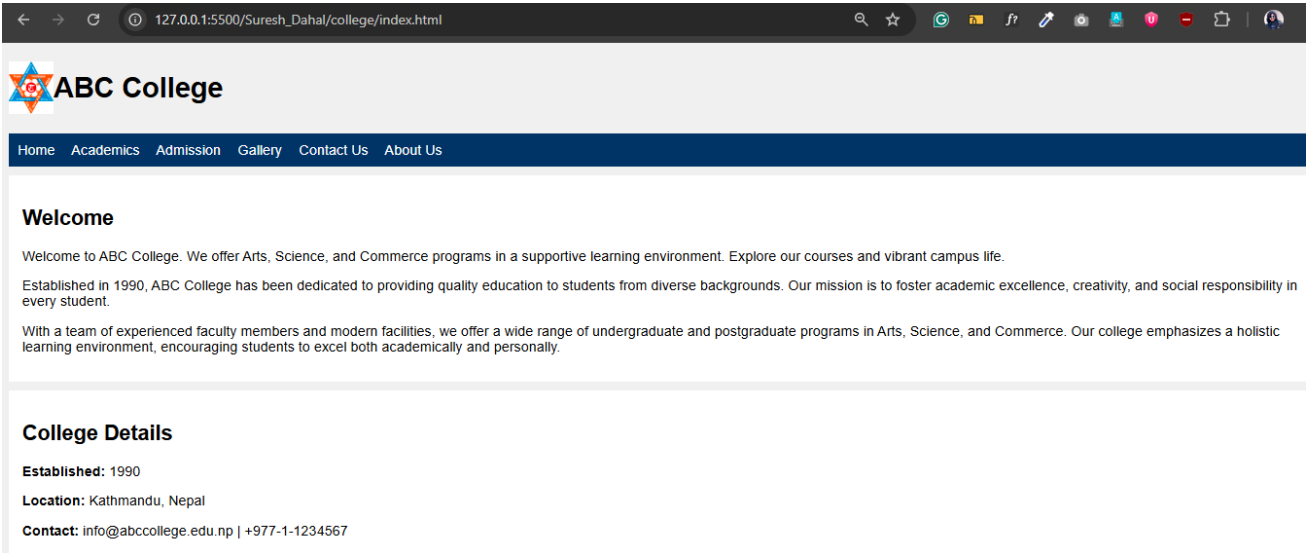 127.0.0.1:5500/Suresh_Dahal/college/index.html
ABC College
Home Academics Admission Gallery Contact Us About Us
Welcome
Welcome to ABC College. We offer Arts, Science, and Commerce programs in a supportive learning environment. Explore our courses and vibrant campus life.
Established in 1990, ABC College has been dedicated to providing quality education to students from diverse backgrounds. Our mission is to foster academic excellence, creativity, and social responsibility in
every student.
With a team of experienced faculty members and modern facilities, we offer a wide range of undergraduate and postgraduate programs in Arts, Science, and Commerce. Our college emphasizes a holistic
learning environment, encouraging students to excel both academically and personally.
College Details
Established: 1990
Location: Kathmandu, Nepal
Contact: info@abccollege.edu.np | +977-1-1234567